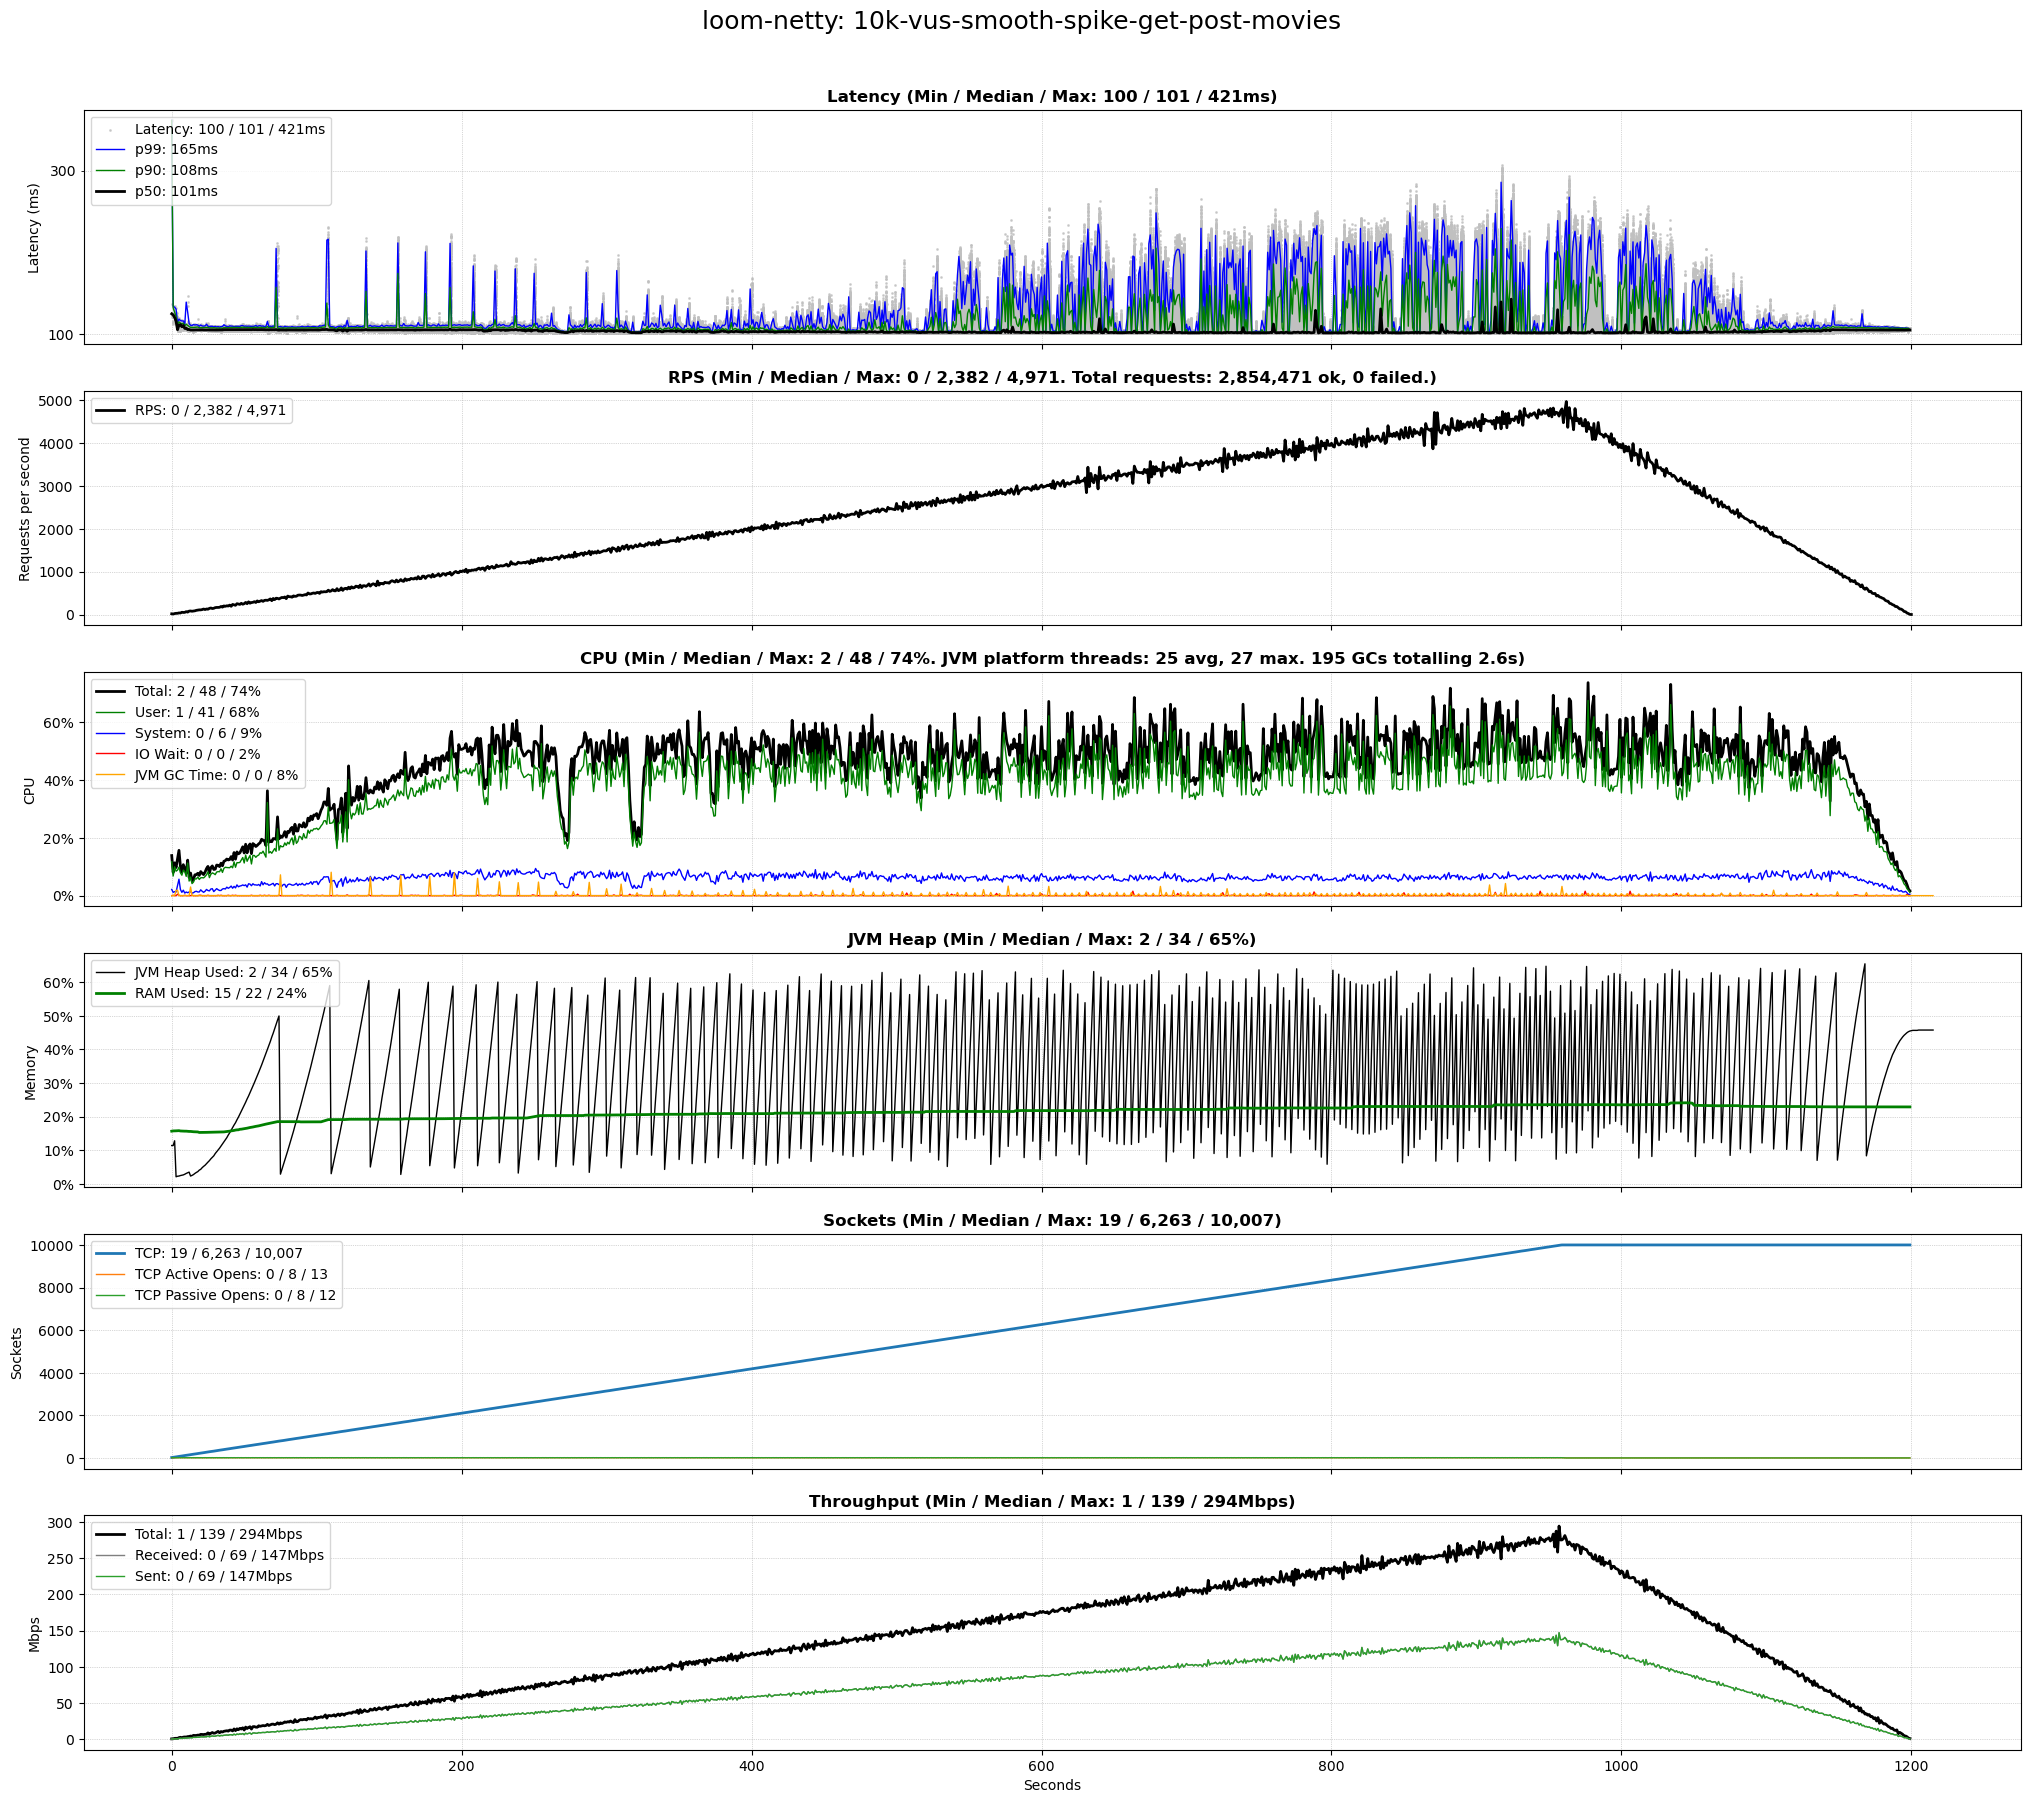 loom-netty: 10k-vus-smooth-spike-get-post-movies
Latency (Min / Median / Max: 100 / 101 / 421ms)
Latency: 100 / 101 / 421ms
p99: 165ms
p90: 108ms
p50: 101ms
300
100
Latency (ms)
RPS (Min / Median / Max: 0 / 2,382 / 4,971. Total requests: 2,854,471 ok, 0 failed.)
RPS: 0 / 2,382 / 4,971
5000
4000
3000
2000
1000
0
Requests per second
CPU (Min / Median / Max: 2 / 48 / 74%. JVM platform threads: 25 avg, 27 max. 195 GCs totalling 2.6s)
Total: 2 / 48 / 74%
User: 1 / 41 / 68%
System: 0 / 6 / 9%
IO Wait: 0 / 0 / 2%
JVM GC Time: 0 / 0 / 8%
60%
40%
20%
0%
CPU
JVM Heap (Min / Median / Max: 2 / 34 / 65%)
JVM Heap Used: 2 / 34 / 65%
RAM Used: 15 / 22 / 24%
60%
50%
40%
30%
20%
10%
0%
Memory
Sockets (Min / Median / Max: 19 / 6,263 / 10,007)
TCP: 19 / 6,263 / 10,007
TCP Active Opens: 0 / 8 / 13
TCP Passive Opens: 0 / 8 / 12
10000
8000
6000
4000
2000
0
Sockets
Throughput (Min / Median / Max: 1 / 139 / 294Mbps)
Total: 1 / 139 / 294Mbps
Received: 0 / 69 / 147Mbps
Sent: 0 / 69 / 147Mbps
300
250
200
150
100
50
0
Mbps
0 200 400 600 800 1000 1200
Seconds